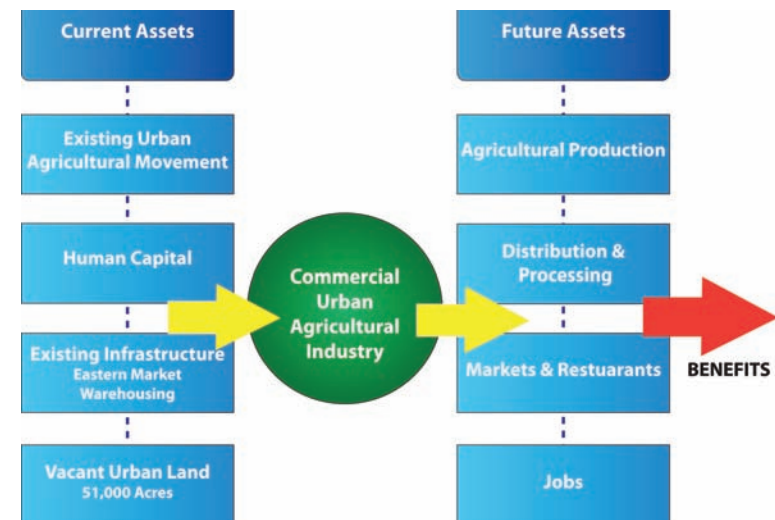 Current Assets
Existing Urban
Agricultural Movement
Human Capital
Existing Infrastructure
Eastern Market
Warehousing
Vacant Urban Land
51,000 Acres
Commercial
Urban
Agricultural
Industry
Future Assets
Agricultural Production
Distribution &
Processing
Markets & Restuarants
Jobs
BENEFITS